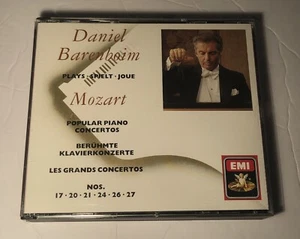 Daniel
Barenboim
PLAYS · SPIELT · JOUE
Mozart
POPULAR PIANO
CONCERTOS
BERÜHMTE
KLAVIERKONZERTE
LES GRANDS CONCERTOS
NOS.
17 · 20 · 21 · 24 · 26 · 27
EMI